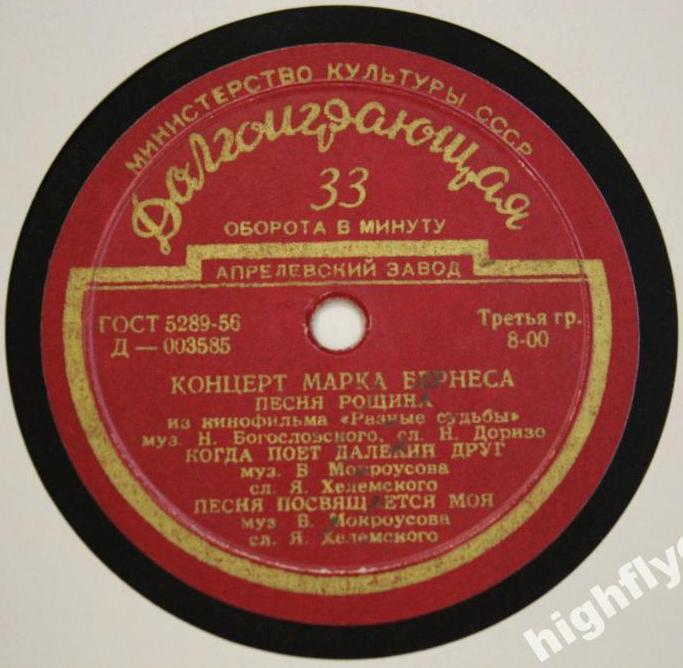 МИНИСТЕРСТВО КУЛЬТУРЫ СССР
Долгоиграющая
33
ОБОРОТА В МИНУТУ
АПРЕЛЕВСКИЙ ЗАВОД
ГОСТ 5289-56
Д — 003585
Третья гр.
8-00
КОНЦЕРТ МАРКА БЕРНЕСА
ПЕСНЯ РОЩИНА
из кинофильма «Разные судьбы»
муз. Н. Богословского, сл. Н. Доризо
КОГДА ПОЕТ ДАЛЕКИЙ ДРУГ
муз. В Мокроусова
сл. Я. Хелемского
ПЕСНЯ ПОСВЯЩАЕТСЯ МОЯ
муз В. Мокроусова
сл. Я. Хелемского